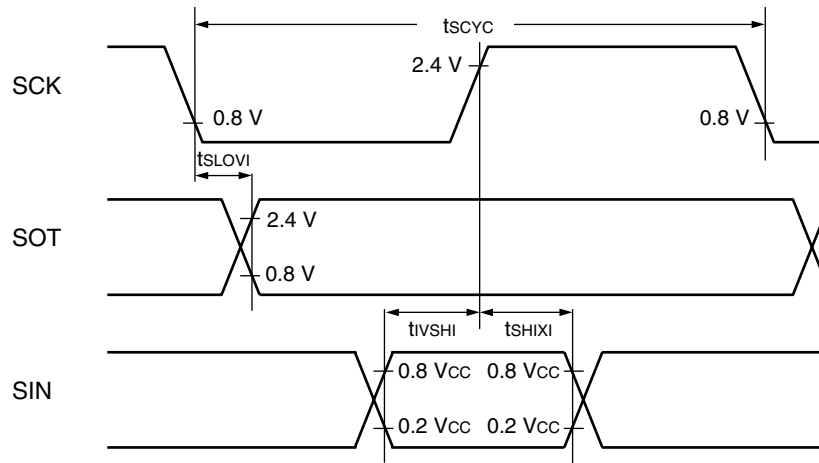 tSCYC
SCK
2.4 V
0.8 V
0.8 V
tSLOVI
SOT
2.4 V
0.8 V
tIVSHI
tSHIXI
SIN
0.8 VCC
0.8 VCC
0.2 VCC
0.2 VCC